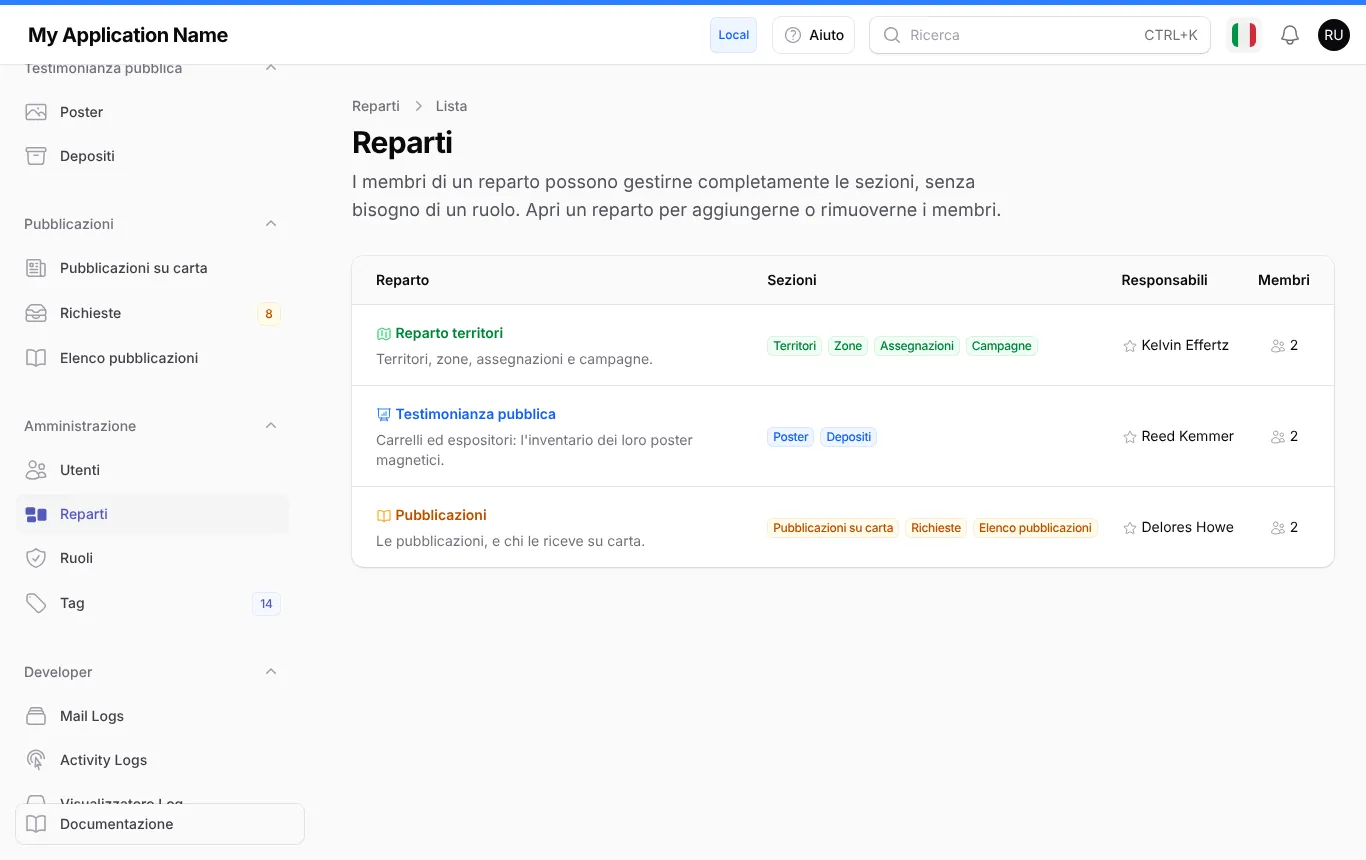 My Application Name
Local
Aiuto
Ricerca
CTRL+K
RU
Testimonianza pubblica
Poster
Depositi
Pubblicazioni
Pubblicazioni su carta
Richieste
8
Elenco pubblicazioni
Amministrazione
Utenti
Reparti
Ruoli
Tag
14
Developer
Mail Logs
Activity Logs
Visualizzatore Log
Documentazione
Reparti
Lista
Reparti
I membri di un reparto possono gestirne completamente le sezioni, senza
bisogno di un ruolo. Apri un reparto per aggiungerne o rimuoverne i membri.
Reparto
Sezioni
Responsabili
Membri
Reparto territori
Territori, zone, assegnazioni e campagne.
Territori
Zone
Assegnazioni
Campagne
Kelvin Effertz
2
Testimonianza pubblica
Carrelli ed espositori: l'inventario dei loro poster
magnetici.
Poster
Depositi
Reed Kemmer
2
Pubblicazioni
Le pubblicazioni, e chi le riceve su carta.
Pubblicazioni su carta
Richieste
Elenco pubblicazioni
Delores Howe
2